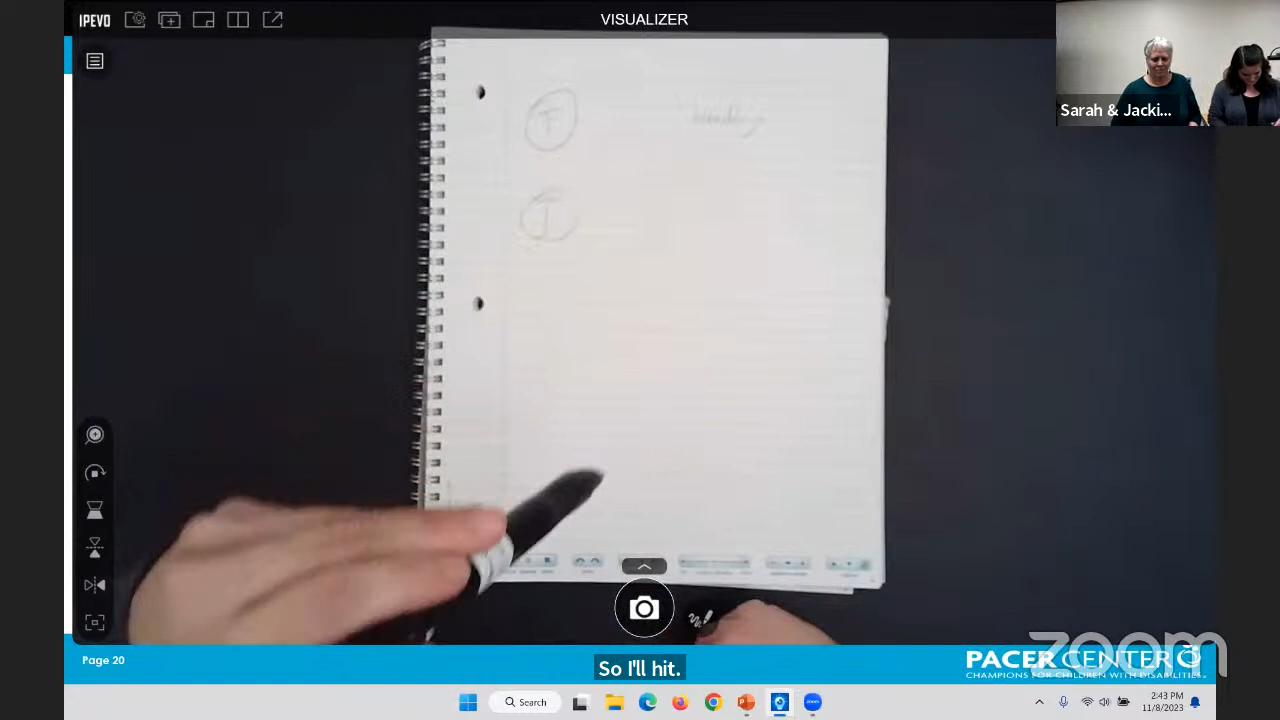 IPEVO
VISUALIZER
Sarah & Jacki...
F
I
Page 20
So I'll hit.
zoom
PACER CENTER
CHAMPIONS FOR CHILDREN WITH DISABILITIES
Search
2:43 PM
11/8/2023